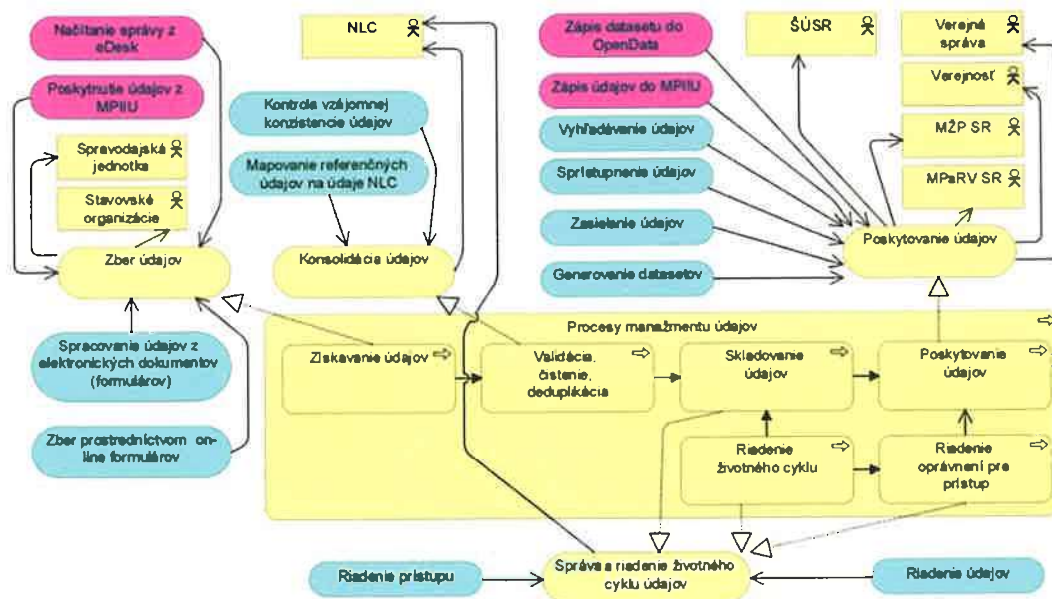 Načítanie správy z
eDesk
Poskytnutie údajov z
MPIIU
Spravodajská
jednotka
Stavovské
organizácie
Zber údajov
Spracovanie údajov z
elektronických dokumentov
(formulárov)
Zber prostredníctvom on-
line formulárov
NLC
Kontrola vzájomnej
konzistencie údajov
Mapovanie referenčných
údajov na údaje NLC
Konsolidácia údajov
Zápis datasetu do
OpenData
Zápis údajov do MPIIU
Vyhľadávanie údajov
Sprístupnenie údajov
Zasielanie údajov
Generovanie datasetov
ŠÚSR
Verejná
správa
Verejnosť
MŽP SR
MPaRV SR
Poskytovanie údajov
Procesy manažmentu údajov
Získavanie údajov
Validácia,
čistenie,
deduplikácia
Skladovanie
údajov
Poskytovanie
údajov
Riadenie
životného cyklu
Riadenie
oprávnení pre
prístup
Riadenie prístupu
Správa a riadenie životného
cyklu údajov
Riadenie údajov